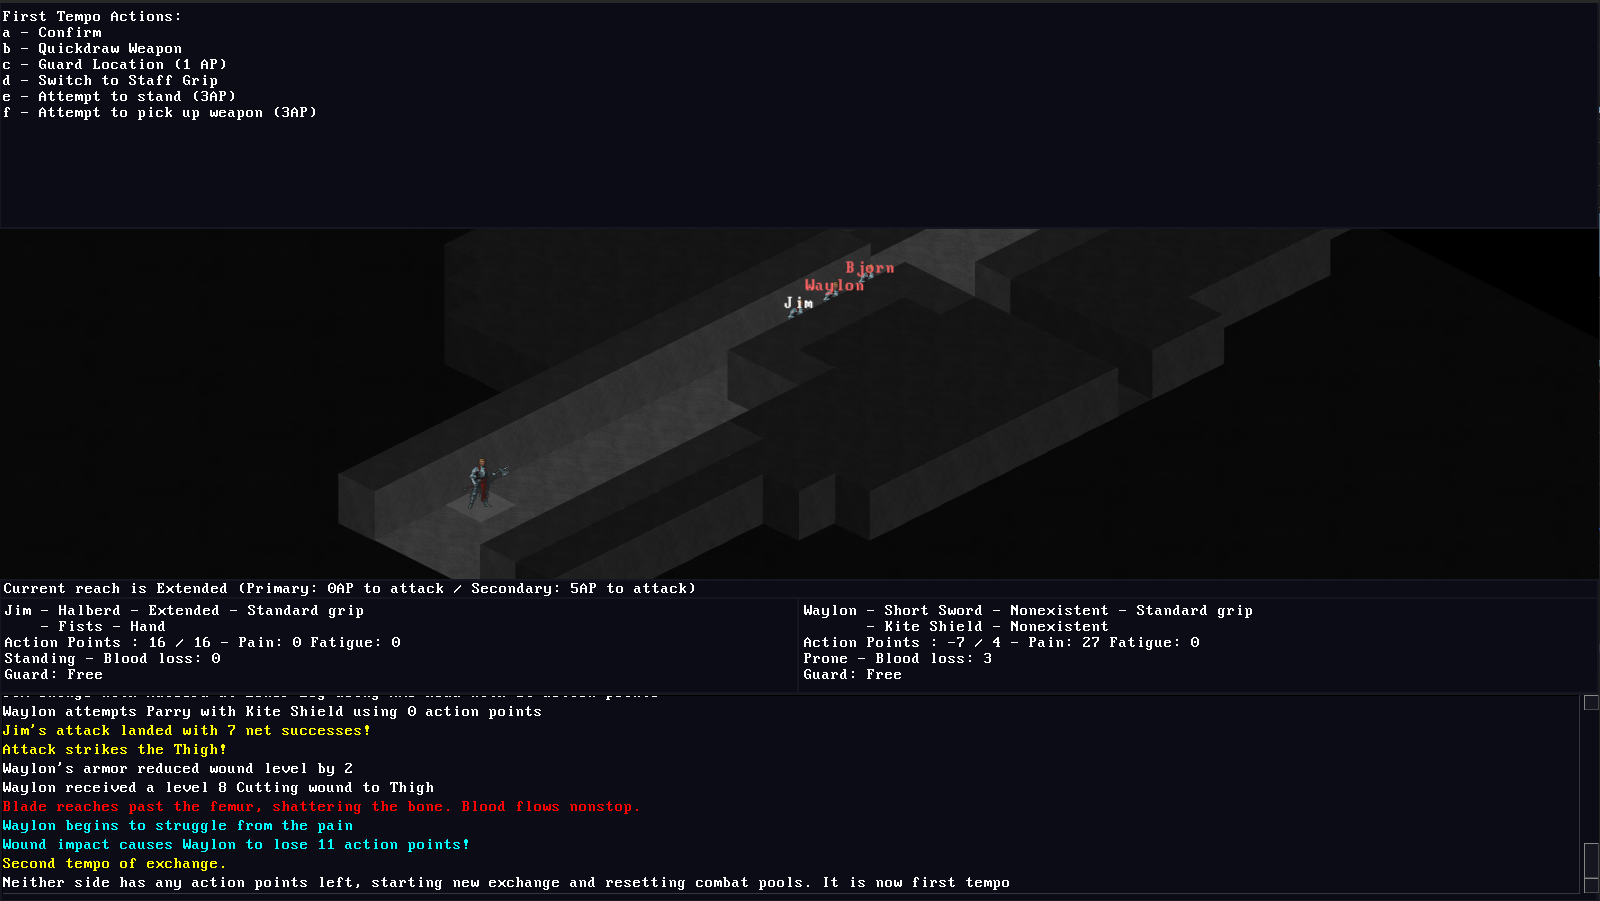 First Tempo Actions:
a - Confirm
b - Quickdraw Weapon
c - Guard Location (1 AP)
d - Switch to Staff Grip
e - Attempt to stand (3AP)
f - Attempt to pick up weapon (3AP)
Bjorn
Waylon
Jim
Current reach is Extended (Primary: 0AP to attack / Secondary: 5AP to attack)
Jim - Halberd - Extended - Standard grip
- Fists - Hand
Action Points : 16 / 16 - Pain: 0 Fatigue: 0
Standing - Blood loss: 0
Guard: Free
Waylon - Short Sword - Nonexistent - Standard grip
- Kite Shield - Nonexistent
Action Points : -7 / 4 - Pain: 27 Fatigue: 0
Prone - Blood loss: 3
Guard: Free
Waylon attempts Parry with Kite Shield using 0 action points
Jim's attack landed with 7 net successes!
Attack strikes the Thigh!
Waylon's armor reduced wound level by 2
Waylon received a level 8 Cutting wound to Thigh
Blade reaches past the femur, shattering the bone. Blood flows nonstop.
Waylon begins to struggle from the pain
Wound impact causes Waylon to lose 11 action points!
Second tempo of exchange.
Neither side has any action points left, starting new exchange and resetting combat pools. It is now first tempo